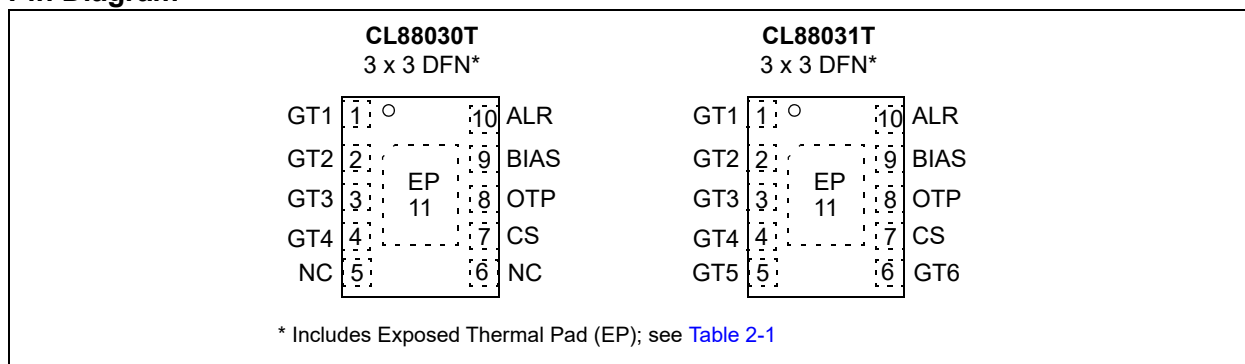 CL88030T
3 x 3 DFN*
GT1 1 10 ALR
GT2 2 9 BIAS
EP
GT3 3 11 8 OTP
GT4 4 7 CS
NC 5 6 NC
CL88031T
3 x 3 DFN*
GT1 1 10 ALR
GT2 2 9 BIAS
EP
GT3 3 11 8 OTP
GT4 4 7 CS
GT5 5 6 GT6
* Includes Exposed Thermal Pad (EP); see Table 2-1